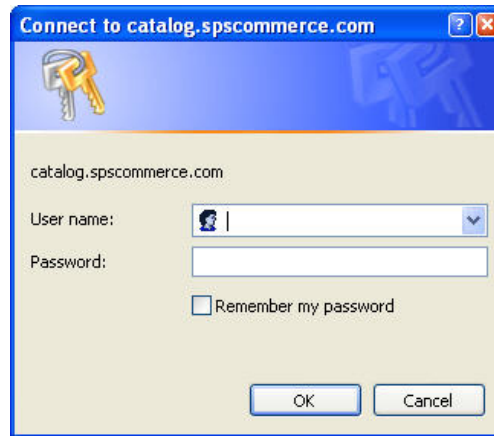 Connect to catalog.spscommerce.com
catalog.spscommerce.com
User name:
Password:
Remember my password
OK Cancel